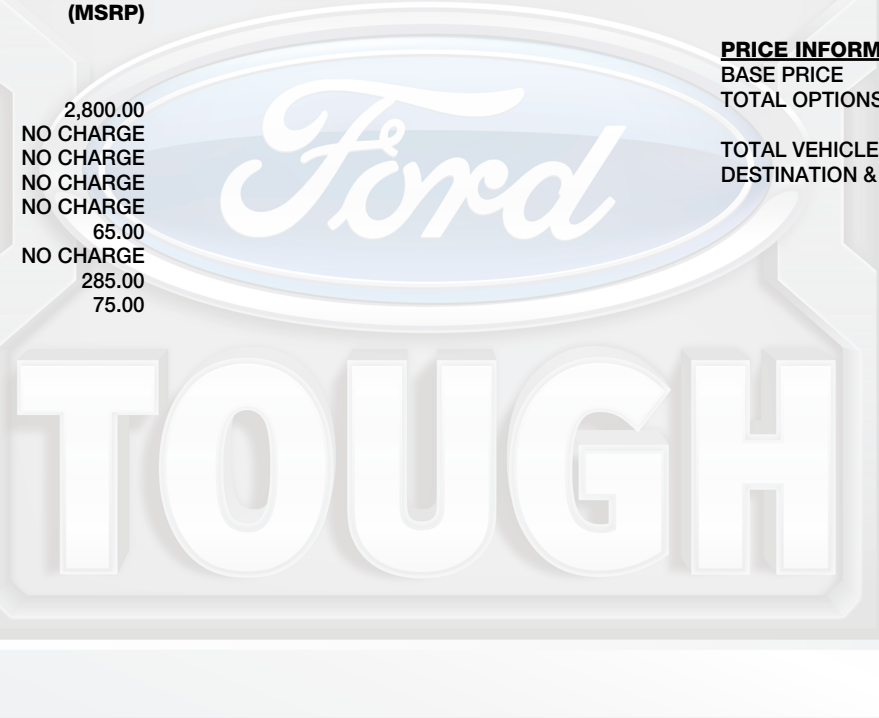 (MSRP)
2,800.00
NO CHARGE
NO CHARGE
NO CHARGE
NO CHARGE
65.00
NO CHARGE
285.00
75.00
PRICE INFORM
BASE PRICE
TOTAL OPTIONS
TOTAL VEHICLE
DESTINATION &
Ford
TOUGH